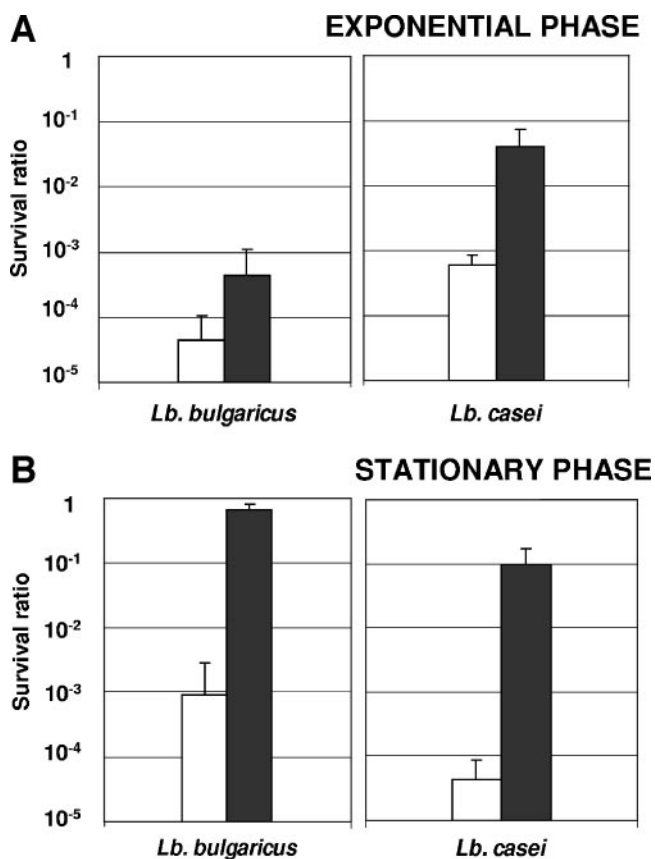 A
EXPONENTIAL PHASE
Survival ratio
1
10⁻¹
10⁻²
10⁻³
10⁻⁴
10⁻⁵
Lb. bulgaricus
Lb. casei
B
STATIONARY PHASE
Survival ratio
1
10⁻¹
10⁻²
10⁻³
10⁻⁴
10⁻⁵
Lb. bulgaricus
Lb. casei